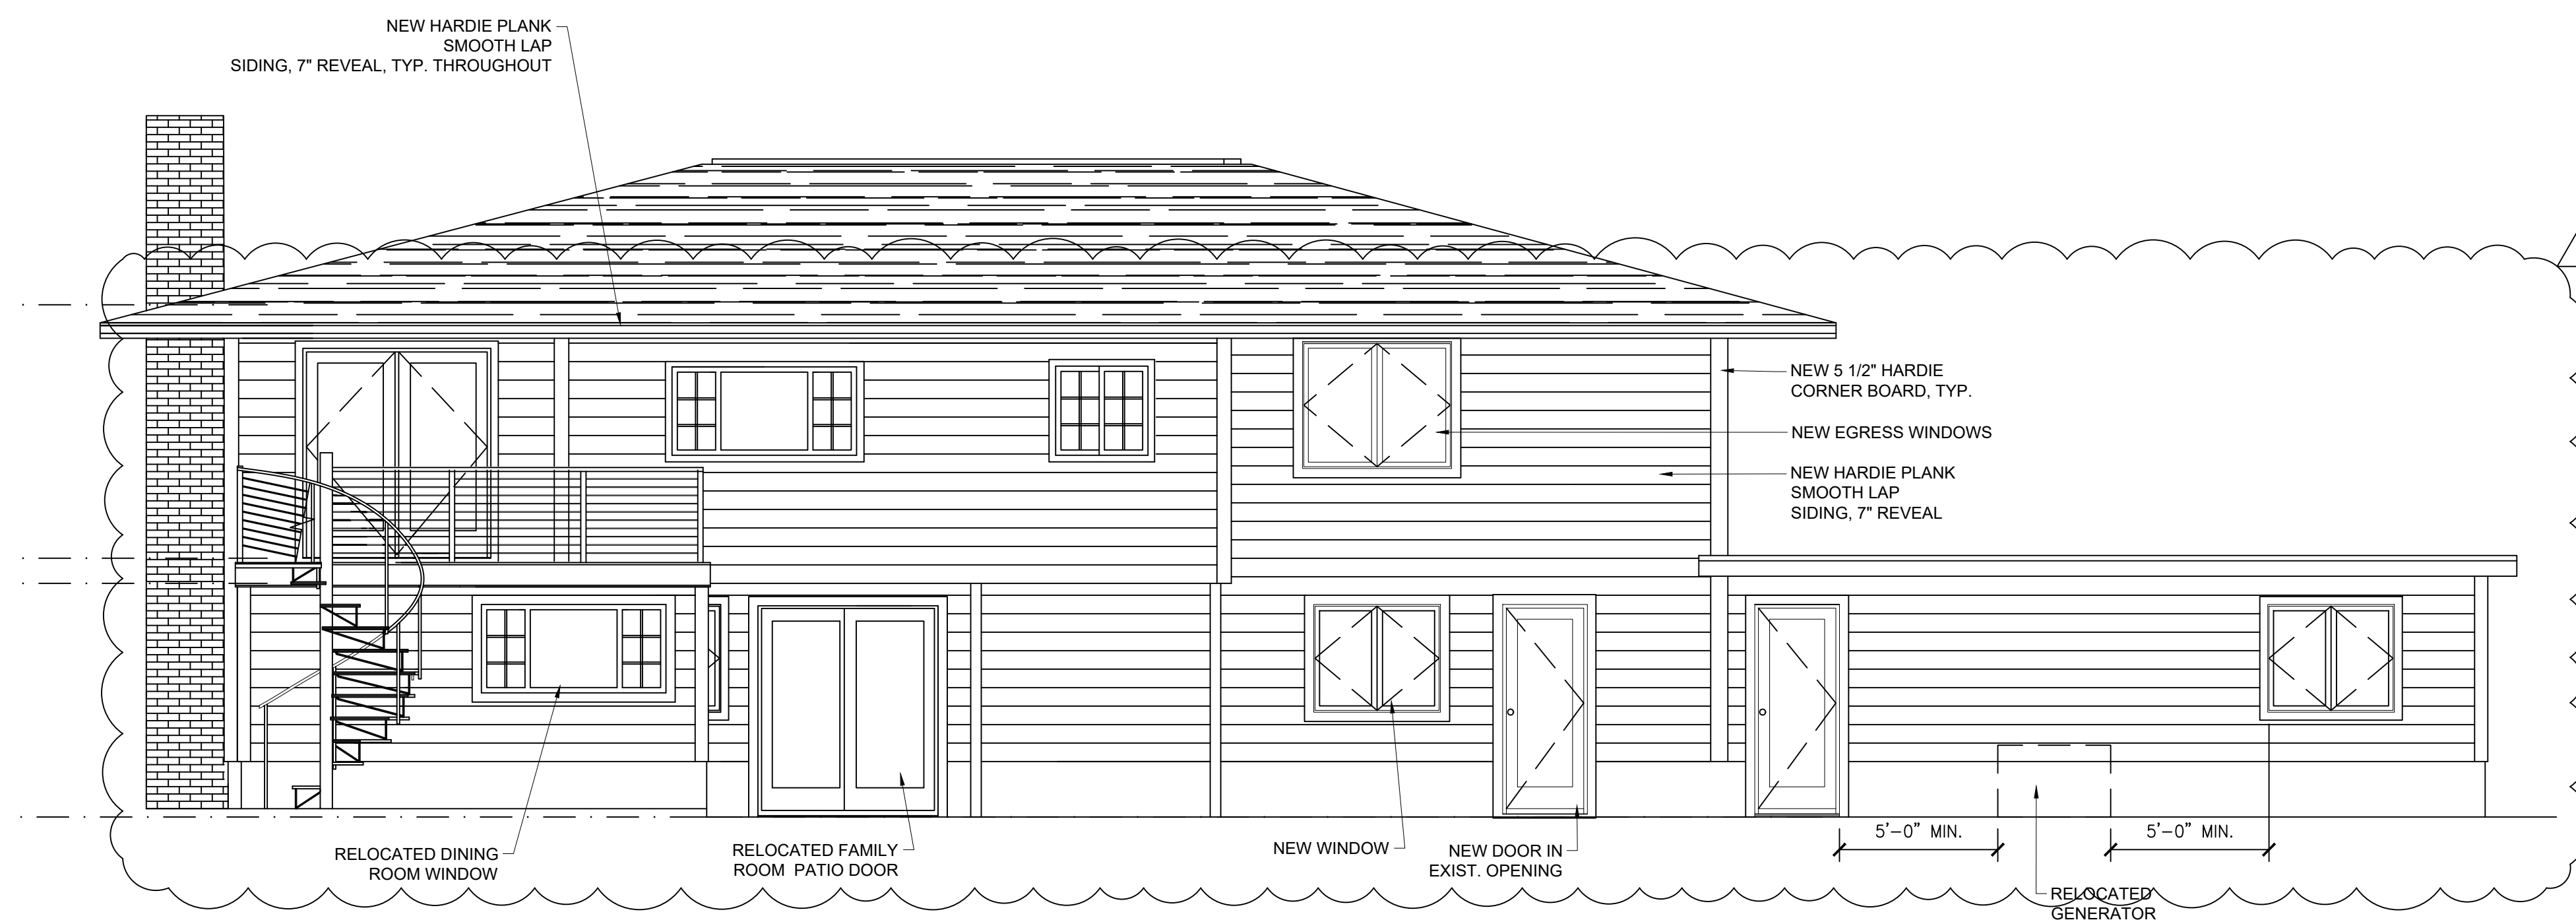 NEW HARDIE PLANK
SMOOTH LAP
SIDING, 7" REVEAL, TYP. THROUGHOUT
NEW 5 1/2" HARDIE
CORNER BOARD, TYP.
NEW EGRESS WINDOWS
NEW HARDIE PLANK
SMOOTH LAP
SIDING, 7" REVEAL
RELOCATED DINING
ROOM WINDOW
RELOCATED FAMILY
ROOM PATIO DOOR
NEW WINDOW
NEW DOOR IN
EXIST. OPENING
5'-0" MIN.
5'-0" MIN.
RELOCATED
GENERATOR